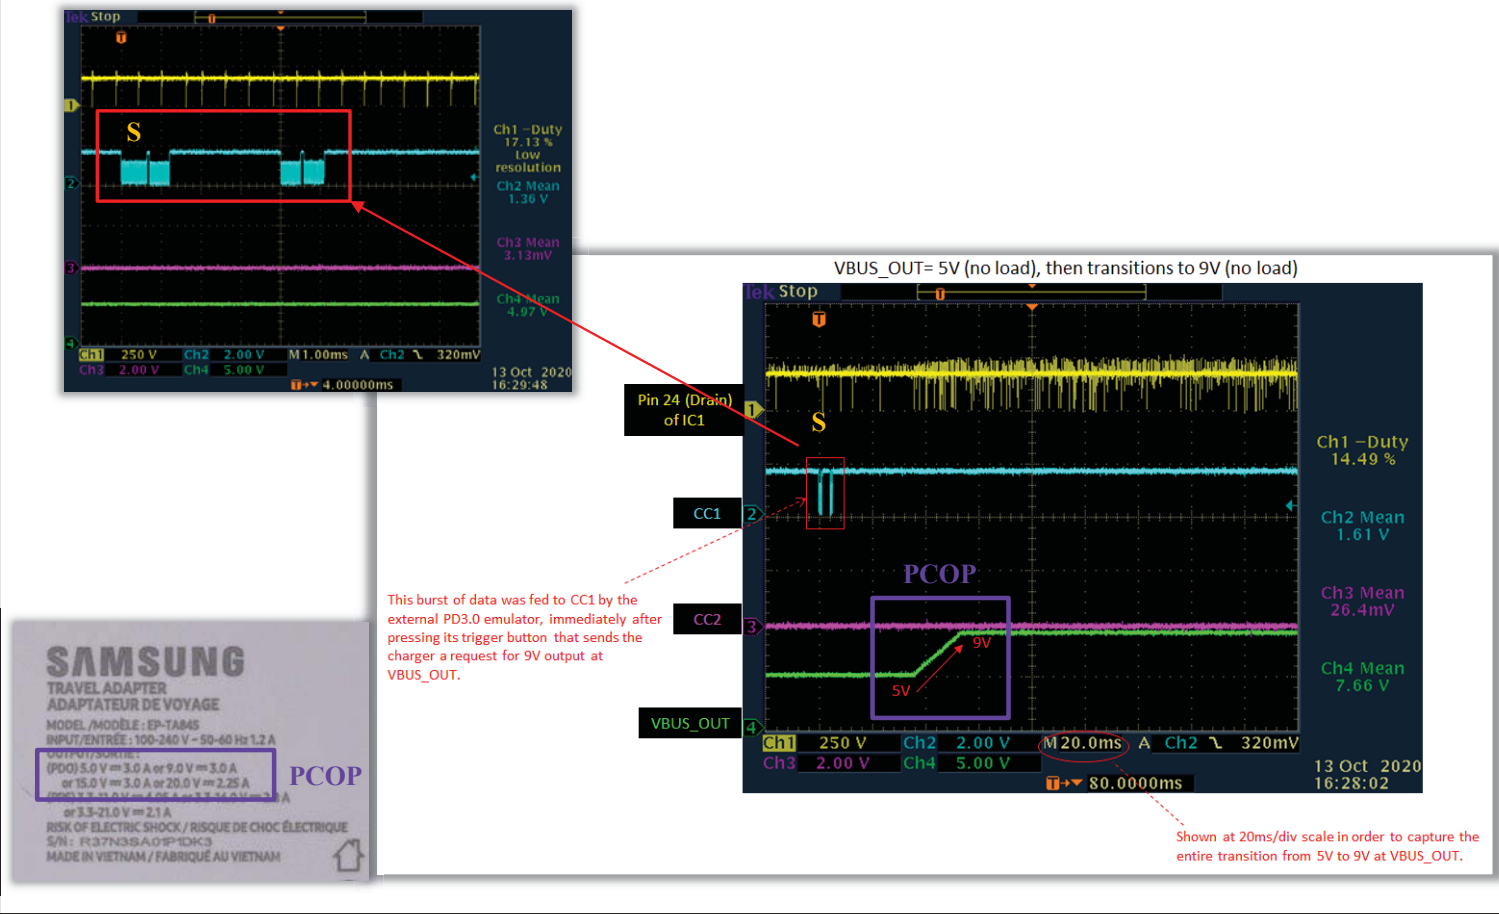 Tek Stop
T
T
1
S
2
3
4
Ch1 –Duty
17.13 %
Low
resolution
Ch2 Mean
1.36 V
Ch3 Mean
3.13mV
Ch4 Mean
4.97 V
Ch1 250 V Ch2 2.00 V M 1.00ms A Ch2 320mV
Ch3 2.00 V Ch4 5.00 V
T 4.00000ms
13 Oct 2020
16:29:48
VBUS_OUT= 5V (no load), then transitions to 9V (no load)
Tek Stop
T
T
Pin 24 (Drain)
of IC1
1
S
CC1
2
This burst of data was fed to CC1 by the
external PD3.0 emulator, immediately after
pressing its trigger button that sends the
charger a request for 9V output at
VBUS_OUT.
PCOP
CC2
3
9V
5V
VBUS_OUT
4
Ch1 –Duty
14.49 %
Ch2 Mean
1.61 V
Ch3 Mean
26.4mV
Ch4 Mean
7.66 V
Ch1 250 V Ch2 2.00 V M 20.0ms A Ch2 320mV
Ch3 2.00 V Ch4 5.00 V
T 80.0000ms
13 Oct 2020
16:28:02
Shown at 20ms/div scale in order to capture the
entire transition from 5V to 9V at VBUS_OUT.
SAMSUNG
TRAVEL ADAPTER
ADAPTATEUR DE VOYAGE
MODEL /MODÈLE : EP-TA845
INPUT/ENTRÉE : 100-240 V ~ 50-60 Hz 1.2 A
OUTPUT/SORTIE :
(PDO) 5.0 V⎓3.0 A or 9.0 V⎓3.0 A
or 15.0 V⎓3.0 A or 20.0 V⎓2.25 A
PCOP
or 3.3-21.0 V⎓2.1 A
RISK OF ELECTRIC SHOCK / RISQUE DE CHOC ÉLECTRIQUE
S/N : R37N3SA01P1DK3
MADE IN VIETNAM / FABRIQUÉ AU VIETNAM